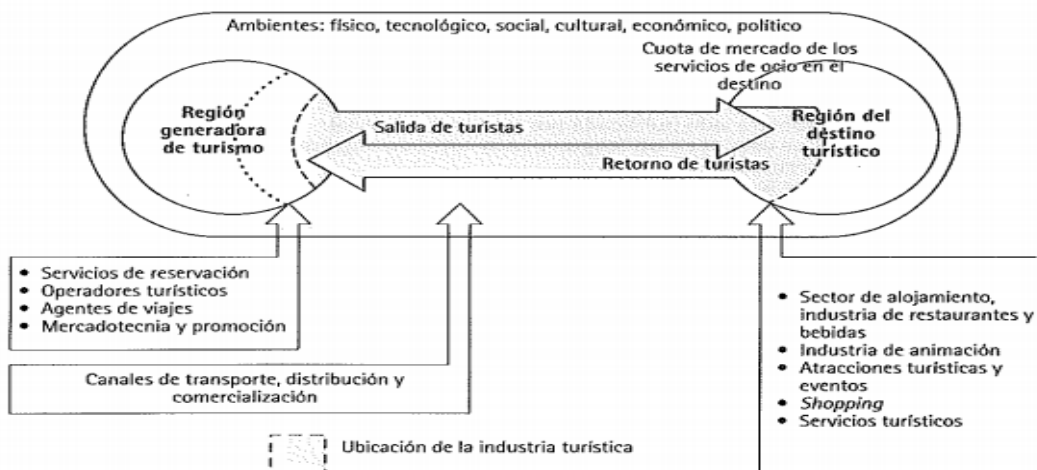 Ambientes: físico, tecnológico, social, cultural, económico, político
Cuota de mercado de los
servicios de ocio en el
destino
Región
generadora
de turismo
Salida de turistas
Retorno de turistas
Región del
déstino
turístico
• Servicios de reservación
• Operadores turísticos
• Agentes de viajes
• Mercadotecnia y promoción
Canales de transporte, distribución y
comercialización
• Sector de alojamiento,
industria de restaurantes y
bebidas
• Industria de animación
• Atracciones turísticas y
eventos
• Shopping
• Servicios turísticos
Ubicación de la industria turística